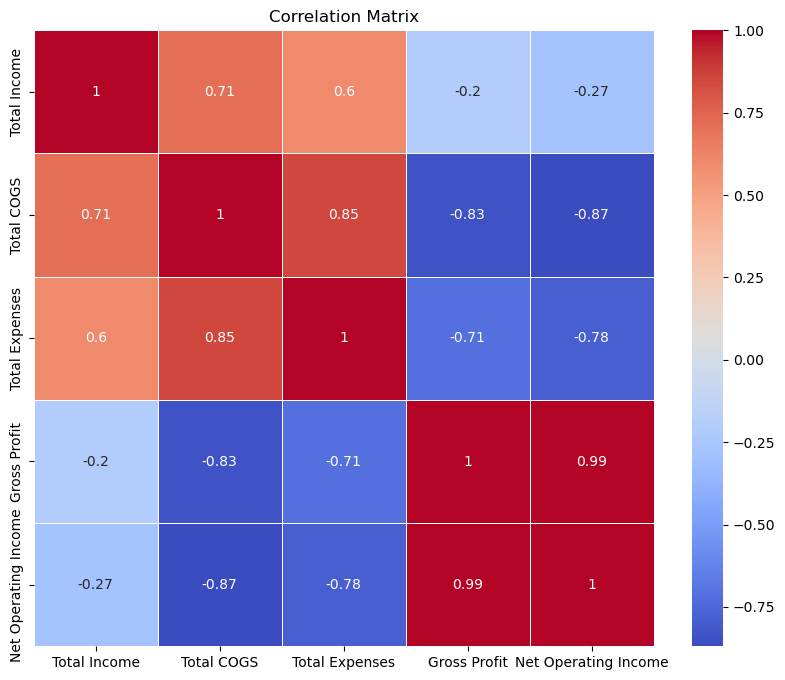 Correlation Matrix
Total Income 1 0.71 0.6 -0.2 -0.27
Total COGS 0.71 1 0.85 -0.83 -0.87
Total Expenses 0.6 0.85 1 -0.71 -0.78
Gross Profit -0.2 -0.83 -0.71 1 0.99
Net Operating Income -0.27 -0.87 -0.78 0.99 1
Total Income Total COGS Total Expenses Gross Profit Net Operating Income
1.00
0.75
0.50
0.25
0.00
−0.25
−0.50
−0.75